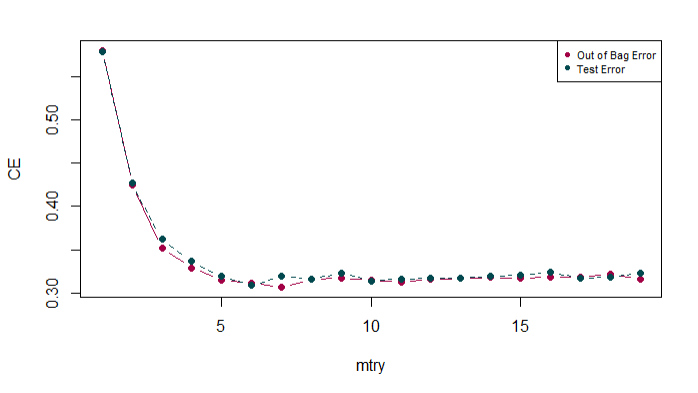 Out of Bag Error
Test Error
CE
0.50
0.40
0.30
5 10 15
mtry